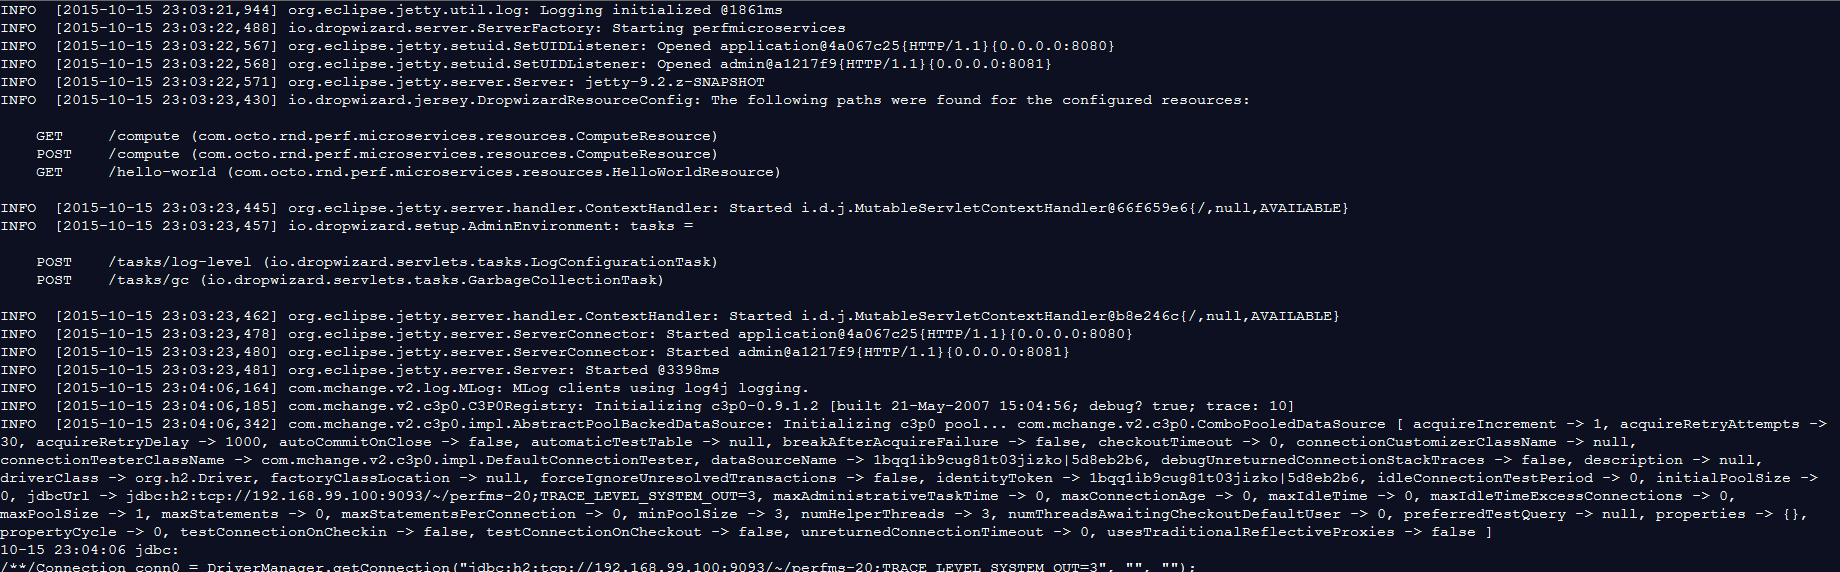 INFO  [2015-10-15 23:03:21,944] org.eclipse.jetty.util.log: Logging initialized @1861ms
INFO  [2015-10-15 23:03:22,488] io.dropwizard.server.ServerFactory: Starting perfmicroservices
INFO  [2015-10-15 23:03:22,567] org.eclipse.jetty.setuid.SetUIDListener: Opened application@4a067c25{HTTP/1.1}{0.0.0.0:8080}
INFO  [2015-10-15 23:03:22,568] org.eclipse.jetty.setuid.SetUIDListener: Opened admin@a1217f9{HTTP/1.1}{0.0.0.0:8081}
INFO  [2015-10-15 23:03:22,571] org.eclipse.jetty.server.Server: jetty-9.2.z-SNAPSHOT
INFO  [2015-10-15 23:03:23,430] io.dropwizard.jersey.DropwizardResourceConfig: The following paths were found for the configured resources:
    GET     /compute (com.octo.rnd.perf.microservices.resources.ComputeResource)
    POST    /compute (com.octo.rnd.perf.microservices.resources.ComputeResource)
    GET     /hello-world (com.octo.rnd.perf.microservices.resources.HelloWorldResource)
INFO  [2015-10-15 23:03:23,445] org.eclipse.jetty.server.handler.ContextHandler: Started i.d.j.MutableServletContextHandler@66f659e6{/,null,AVAILABLE}
INFO  [2015-10-15 23:03:23,457] io.dropwizard.setup.AdminEnvironment: tasks =
    POST    /tasks/log-level (io.dropwizard.servlets.tasks.LogConfigurationTask)
    POST    /tasks/gc (io.dropwizard.servlets.tasks.GarbageCollectionTask)
INFO  [2015-10-15 23:03:23,462] org.eclipse.jetty.server.handler.ContextHandler: Started i.d.j.MutableServletContextHandler@b8e246c{/,null,AVAILABLE}
INFO  [2015-10-15 23:03:23,478] org.eclipse.jetty.server.ServerConnector: Started application@4a067c25{HTTP/1.1}{0.0.0.0:8080}
INFO  [2015-10-15 23:03:23,480] org.eclipse.jetty.server.ServerConnector: Started admin@a1217f9{HTTP/1.1}{0.0.0.0:8081}
INFO  [2015-10-15 23:03:23,481] org.eclipse.jetty.server.Server: Started @3398ms
INFO  [2015-10-15 23:04:06,164] com.mchange.v2.log.MLog: MLog clients using log4j logging.
INFO  [2015-10-15 23:04:06,185] com.mchange.v2.c3p0.C3P0Registry: Initializing c3p0-0.9.1.2 [built 21-May-2007 15:04:56; debug? true; trace: 10]
INFO  [2015-10-15 23:04:06,342] com.mchange.v2.c3p0.impl.AbstractPoolBackedDataSource: Initializing c3p0 pool... com.mchange.v2.c3p0.ComboPooledDataSource [ acquireIncrement -> 1, acquireRetryAttempts ->
30, acquireRetryDelay -> 1000, autoCommitOnClose -> false, automaticTestTable -> null, breakAfterAcquireFailure -> false, checkoutTimeout -> 0, connectionCustomizerClassName -> null,
connectionTesterClassName -> com.mchange.v2.c3p0.impl.DefaultConnectionTester, dataSourceName -> 1bqq1ib9cug81t03jizko|5d8eb2b6, debugUnreturnedConnectionStackTraces -> false, description -> null,
driverClass -> org.h2.Driver, factoryClassLocation -> null, forceIgnoreUnresolvedTransactions -> false, identityToken -> 1bqq1ib9cug81t03jizko|5d8eb2b6, idleConnectionTestPeriod -> 0, initialPoolSize ->
0, jdbcUrl -> jdbc:h2:tcp://192.168.99.100:9093/~/perfms-20;TRACE_LEVEL_SYSTEM_OUT=3, maxAdministrativeTaskTime -> 0, maxConnectionAge -> 0, maxIdleTime -> 0, maxIdleTimeExcessConnections -> 0,
maxPoolSize -> 1, maxStatements -> 0, maxStatementsPerConnection -> 0, minPoolSize -> 3, numHelperThreads -> 3, numThreadsAwaitingCheckoutDefaultUser -> 0, preferredTestQuery -> null, properties -> {},
propertyCycle -> 0, testConnectionOnCheckin -> false, testConnectionOnCheckout -> false, unreturnedConnectionTimeout -> 0, usesTraditionalReflectiveProxies -> false ]
10-15 23:04:06 jdbc:
/**/Connection conn0 = DriverManager.getConnection("jdbc:h2:tcp://192.168.99.100:9093/~/perfms-20;TRACE_LEVEL_SYSTEM_OUT=3", "", "");